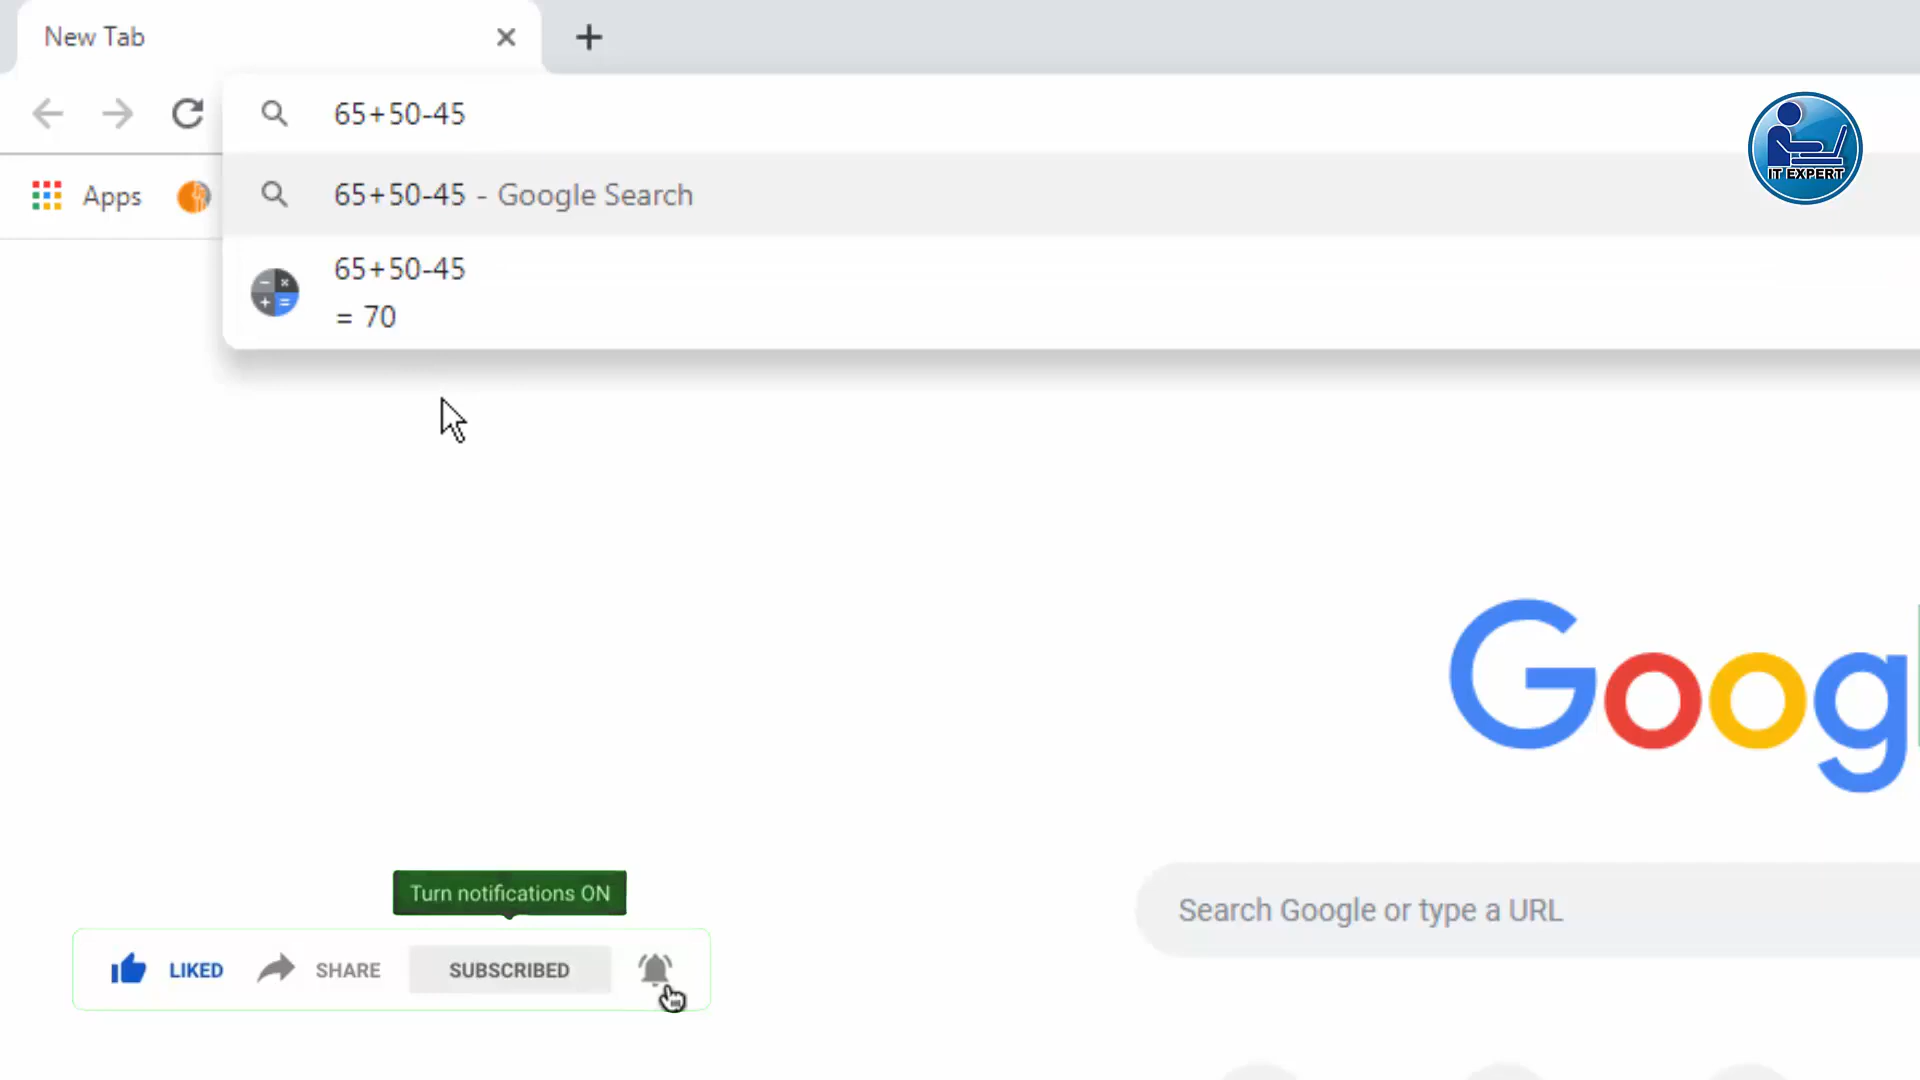 New Tab
65+50-45
IT EXPERT
Apps
65+50-45 - Google Search
65+50-45
= 70
Goog
Search Google or type a URL
Turn notifications ON
LIKED
SHARE
SUBSCRIBED